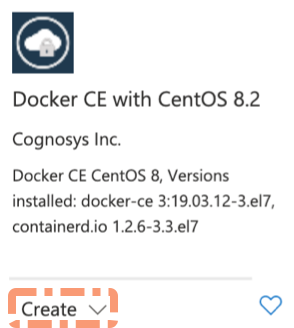 Docker CE with CentOS 8.2
Cognosys Inc.
Docker CE CentOS 8, Versions
installed: docker-ce 3:19.03.12-3.el7,
containerd.io 1.2.6-3.3.el7
Create